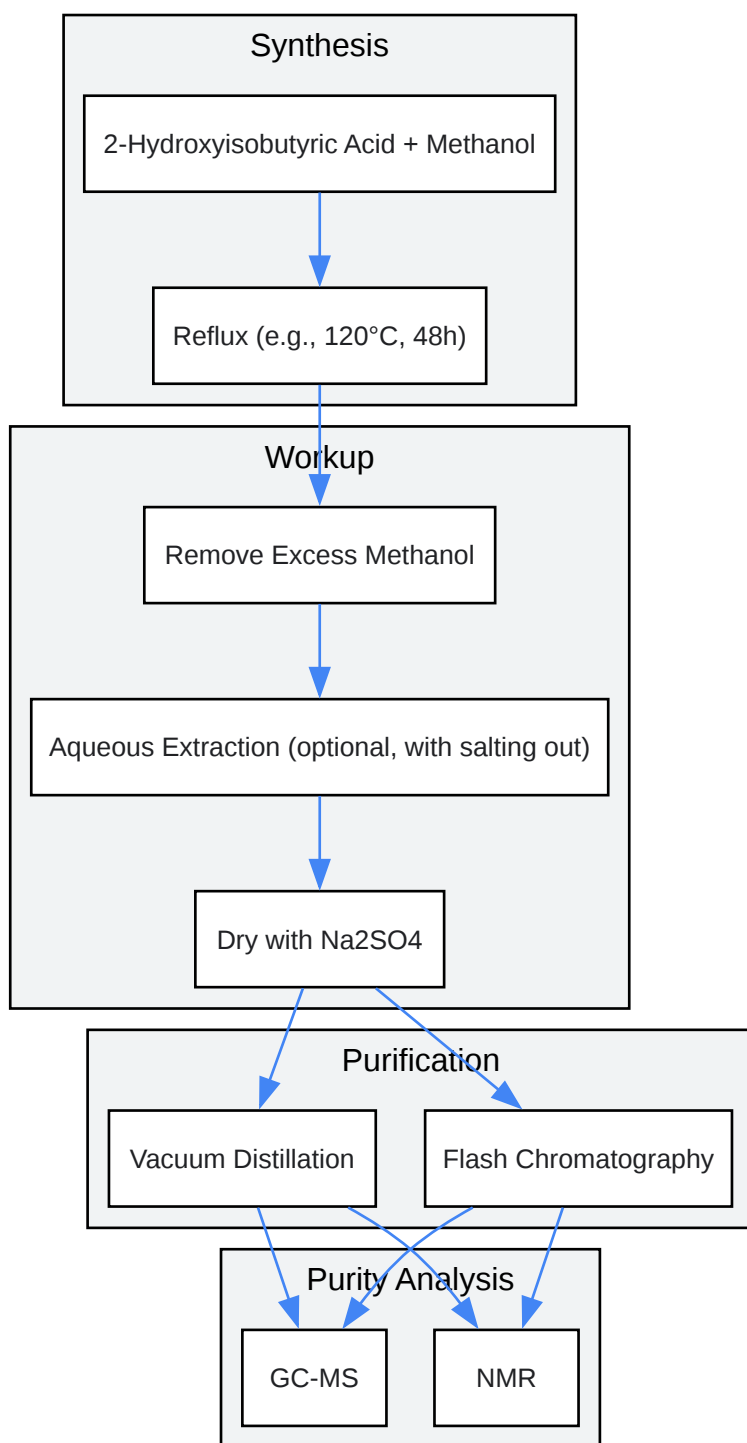 Synthesis
2-Hydroxyisobutyric Acid + Methanol
Reflux (e.g., 120°C, 48h)
Workup
Remove Excess Methanol
Aqueous Extraction (optional, with salting out)
Dry with Na2SO4
Purification
Vacuum Distillation
Flash Chromatography
Purity Analysis
GC-MS
NMR